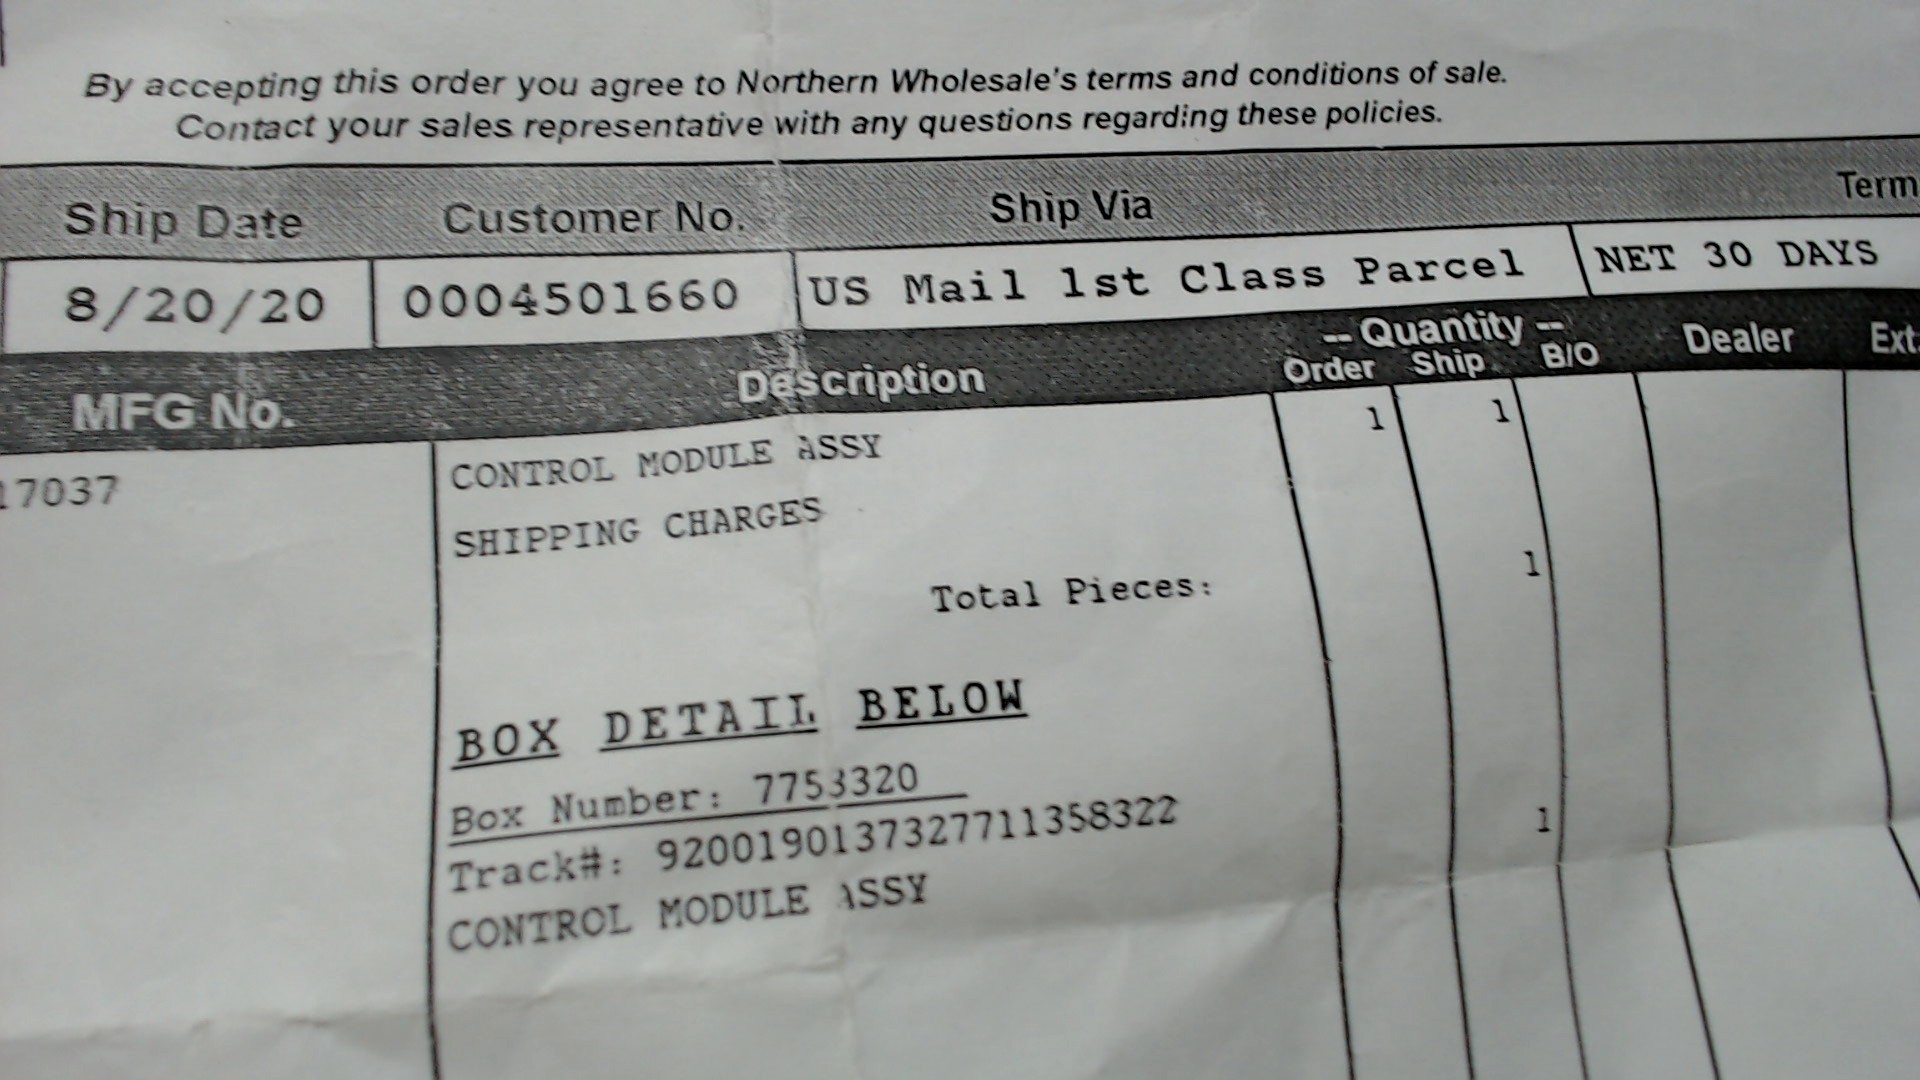 By accepting this order you agree to Northern Wholesale's terms and conditions of sale.
Contact your sales representative with any questions regarding these policies.
Ship Date Customer No. Ship Via Term
8/20/20 0004501660 US Mail 1st Class Parcel NET 30 DAYS
-- Quantity --
MFG No. Description Order Ship B/O Dealer Ext.
17037 CONTROL MODULE ASSY 1 1
SHIPPING CHARGES
Total Pieces: 1
BOX DETAIL BELOW
Box Number: 7753320
Track#: 9200190137327711358322 1
CONTROL MODULE ASSY